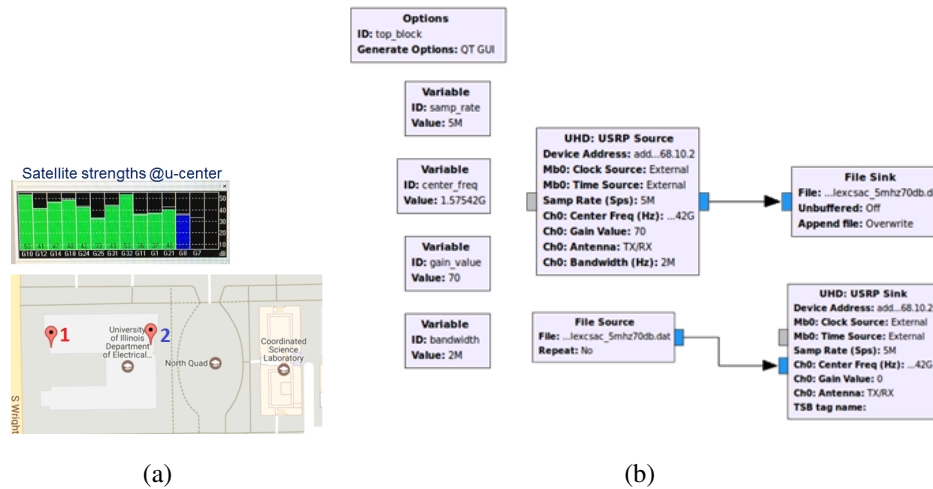 Options
ID: top_block
Generate Options: QT GUI
Variable
ID: samp_rate
Value: 5M
Variable
ID: center_freq
Value: 1.57542G
Variable
ID: gain_value
Value: 70
Variable
ID: bandwidth
Value: 2M
UHD: USRP Source
Device Address: add...68.10.2
Mb0: Clock Source: External
Mb0: Time Source: External
Samp Rate (Sps): 5M
Ch0: Center Freq (Hz): ...42G
Ch0: Gain Value: 70
Ch0: Antenna: TX/RX
Ch0: Bandwidth (Hz): 2M
File Sink
File: ...lexcsac_5mhz70db.d
Unbuffered: Off
Append file: Overwrite
File Source
File: ...lexcsac_5mhz70db.dat
Repeat: No
UHD: USRP Sink
Device Address: add...68.10.2
Mb0: Clock Source: External
Mb0: Time Source: External
Samp Rate (Sps): 5M
Ch0: Center Freq (Hz): ...42G
Ch0: Gain Value: 0
Ch0: Antenna: TX/RX
TSB tag name:
Satellite strengths @u-center
50
40
30
20
10
dB
G10 G12 G14 G18 G24 G25 G31 G32 G11 G1 G21 G8 G7
1
2
University
of Illinois
Department
of Electrical...
North Quad
Coordinated
Science
Laboratory
S Wright
(a)
(b)